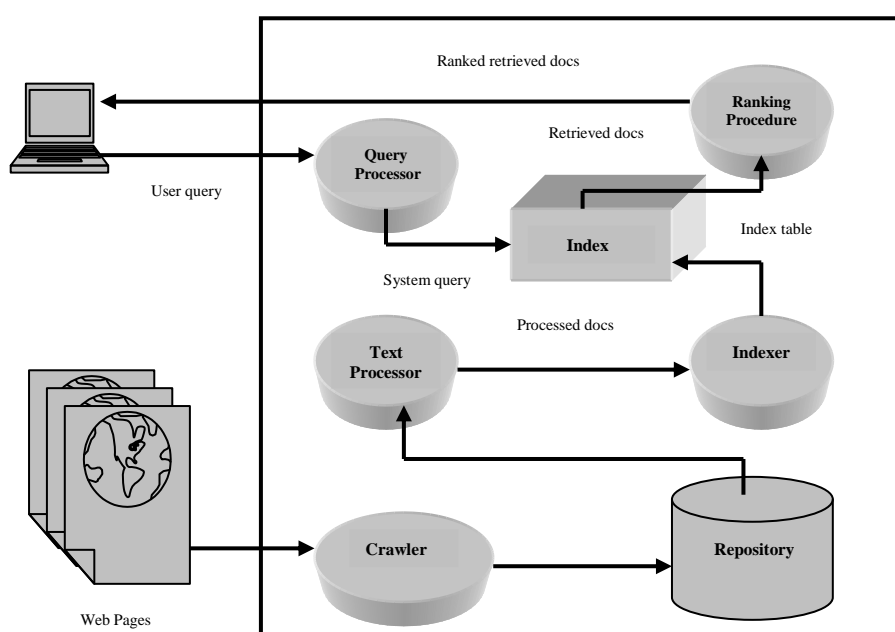 Ranked retrieved docs
Ranking
Procedure
Retrieved docs
Query
Processor
User query
Index
Index table
System query
Processed docs
Text
Processor
Indexer
Crawler
Repository
Web Pages